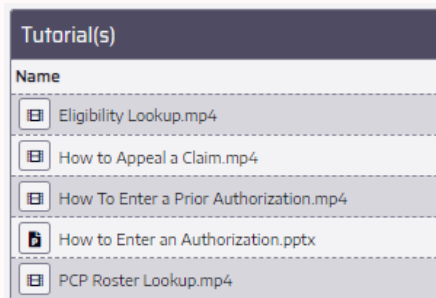 Tutorial(s)
Name
Eligibility Lookup.mp4
How to Appeal a Claim.mp4
How To Enter a Prior Authorization.mp4
How to Enter an Authorization.pptx
PCP Roster Lookup.mp4